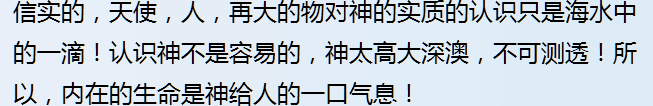 信实的，天使，人，再大的物对神的实质的认识只是海水中
的一滴！认识神不是容易的，神太高大深澳，不可测透！所
以，内在的生命是神给人的一口气息！